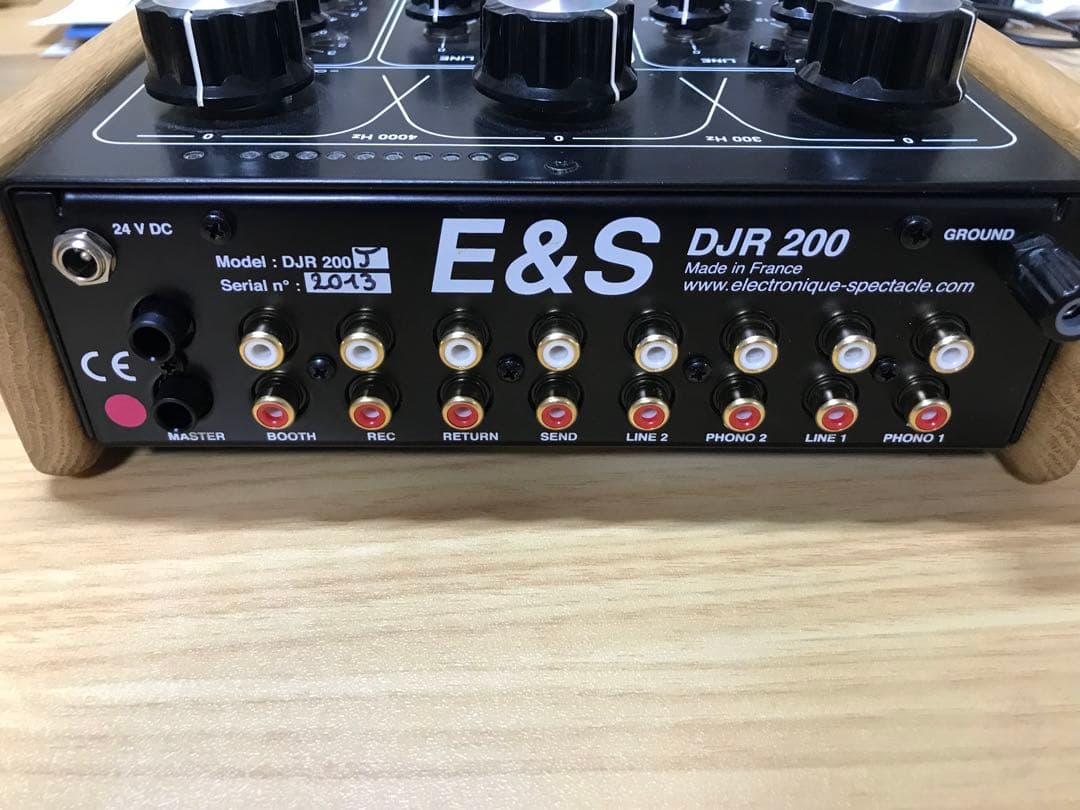 LINE
LINE
0
4000 Hz
0
300 Hz
0
24 V DC
Model : DJR 200 J
Serial n° : 2013
E&S
DJR 200
Made in France
www.electronique-spectacle.com
GROUND
CE
MASTER
BOOTH
REC
RETURN
SEND
LINE 2
PHONO 2
LINE 1
PHONO 1